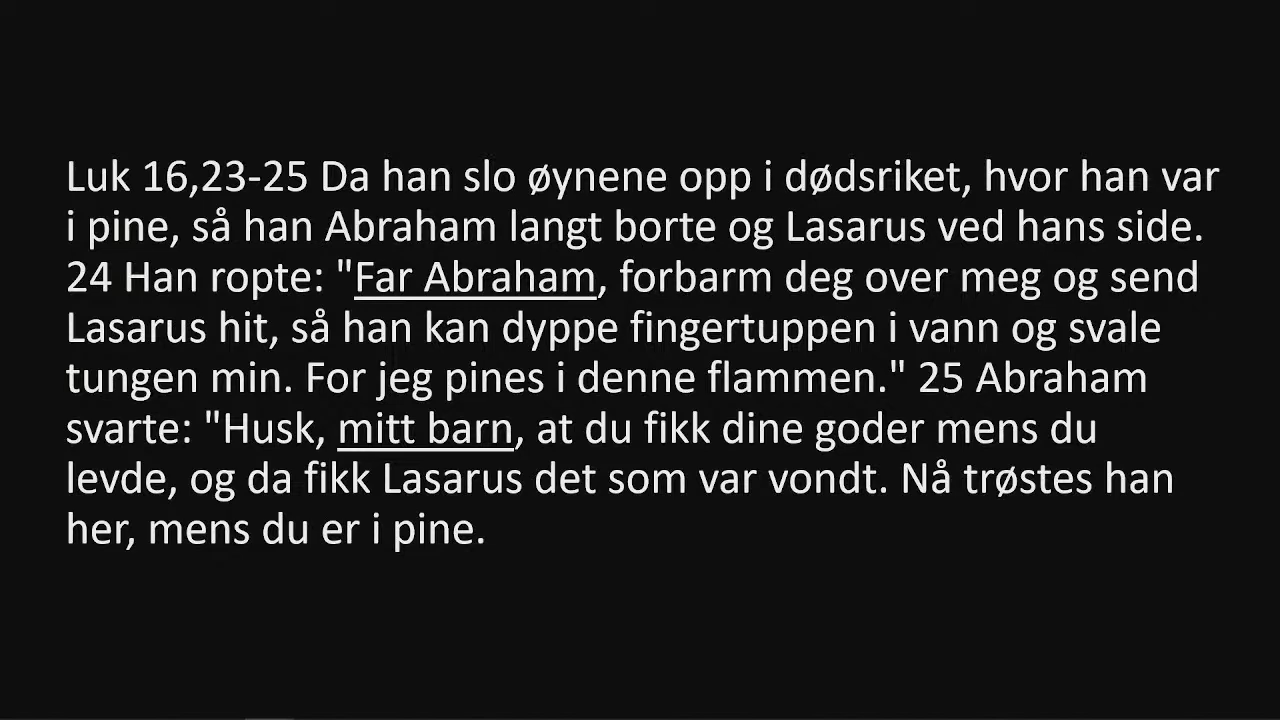 Luk 16,23-25 Da han slo øynene opp i dødsriket, hvor han var
i pine, så han Abraham langt borte og Lasarus ved hans side.
24 Han ropte: "Far Abraham, forbarm deg over meg og send
Lasarus hit, så han kan dyppe fingertuppen i vann og svale
tungen min. For jeg pines i denne flammen." 25 Abraham
svarte: "Husk, mitt barn, at du fikk dine goder mens du
levde, og da fikk Lasarus det som var vondt. Nå trøstes han
her, mens du er i pine.